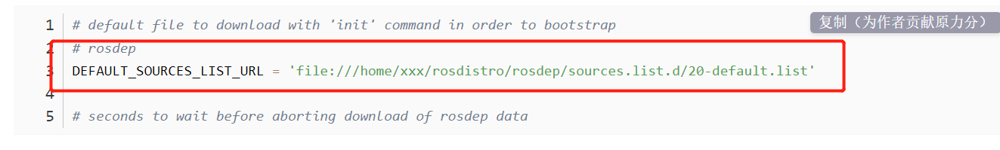 1 # default file to download with 'init' command in order to bootstrap
复制（为作者贡献原力分）
2 # rosdep
3 DEFAULT_SOURCES_LIST_URL = 'file:///home/xxx/rosdistro/rosdep/sources.list.d/20-default.list'
4
5 # seconds to wait before aborting download of rosdep data